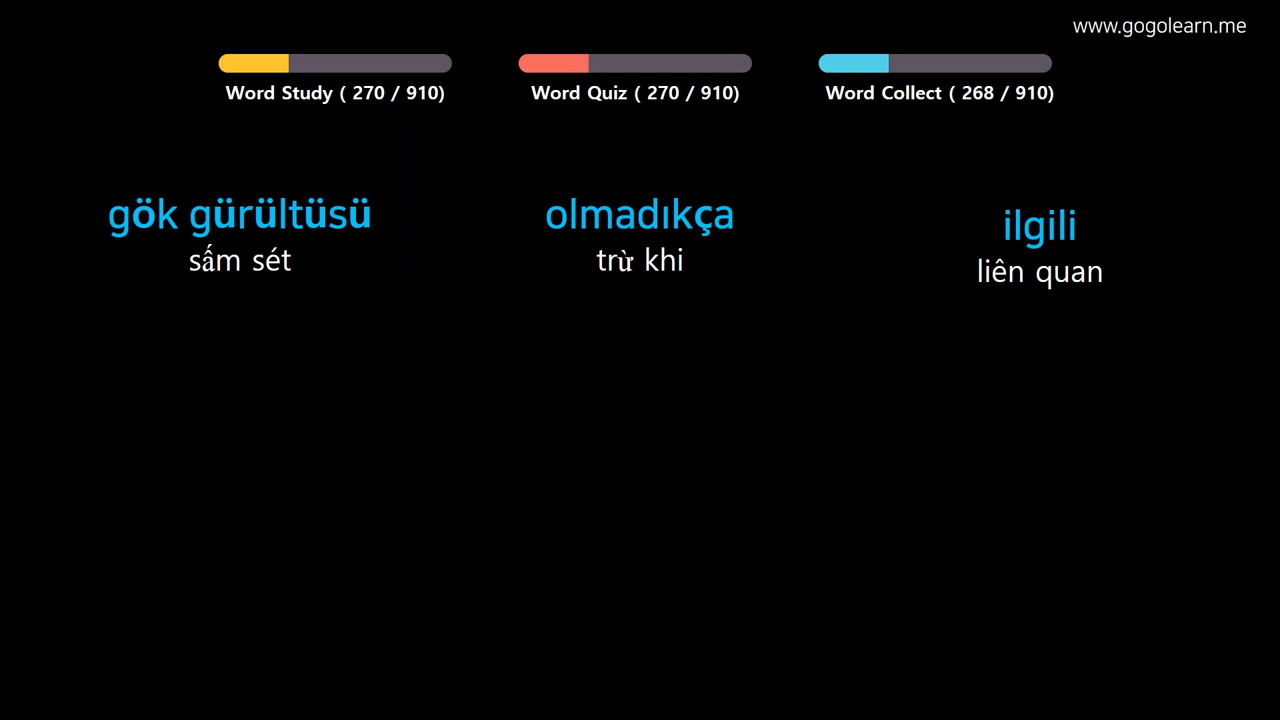 www.gogolearn.me
Word Study ( 270 / 910)
Word Quiz ( 270 / 910)
Word Collect ( 268 / 910)
gök gürültüsü
sấm sét
olmadıkça
trừ khi
ilgili
liên quan